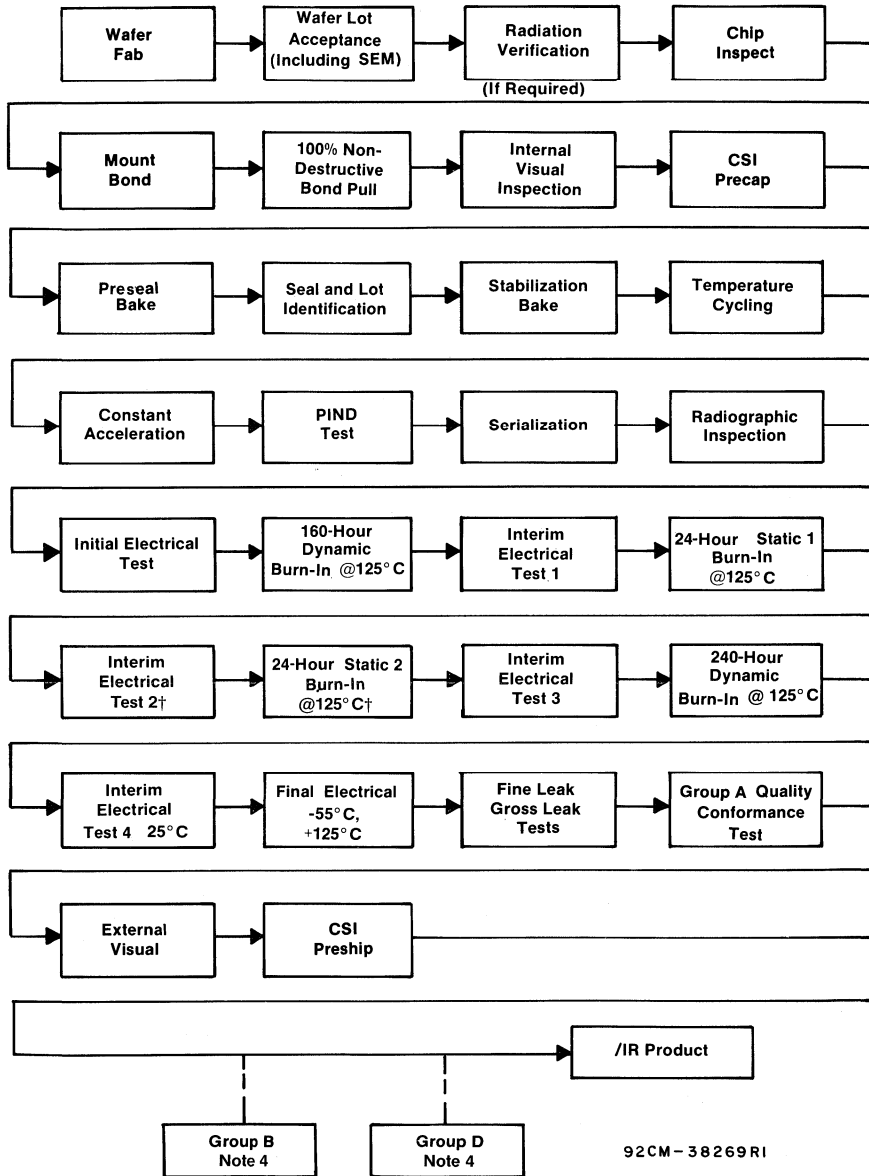 Wafer
Fab
Wafer Lot
Acceptance
(Including SEM)
Radiation
Verification
(If Required)
Chip
Inspect
Mount
Bond
100% Non-
Destructive
Bond Pull
Internal
Visual
Inspection
CSI
Precap
Preseal
Bake
Seal and Lot
Identification
Stabilization
Bake
Temperature
Cycling
Constant
Acceleration
PIND
Test
Serialization
Radiographic
Inspection
Initial Electrical
Test
160-Hour
Dynamic
Burn-In @125°C
Interim
Electrical
Test 1
24-Hour Static 1
Burn-In
@125°C
Interim
Electrical
Test 2†
24-Hour Static 2
Burn-In
@125°C†
Interim
Electrical
Test 3
240-Hour
Dynamic
Burn-In @ 125°C
Interim
Electrical
Test 4 25°C
Final Electrical
-55°C,
+125°C
Fine Leak
Gross Leak
Tests
Group A Quality
Conformance
Test
External
Visual
CSI
Preship
/IR Product
Group B
Note 4
Group D
Note 4
92CM-38269RI